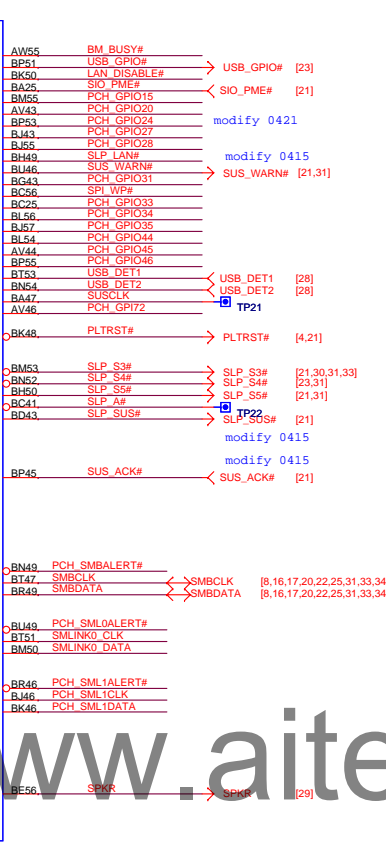 AW55 BM_BUSY#
BP51 USB_GPIO# USB_GPIO# [23]
BK50 LAN_DISABLE#
BA25 SIO_PME# SIO_PME# [21]
BM55 PCH_GPIO15
AV43 PCH_GPIO20
BP53 PCH_GPIO24 modify 0421
BJ43 PCH_GPIO27
BJ55 PCH_GPIO28
BH49 SLP_LAN# modify 0415
BU46 SUS_WARN# SUS_WARN# [21,31]
BG43 PCH_GPIO31
BC56 SPI_WP#
BC25 PCH_GPIO33
BL56 PCH_GPIO34
BJ57 PCH_GPIO35
BL54 PCH_GPIO44
AV44 PCH_GPIO45
BP55 PCH_GPIO46
BT53 USB_DET1 USB_DET1 [28]
BN54 USB_DET2 USB_DET2 [28]
BA47 SUSCLK TP21
AV46 PCH_GPI72
BK48 PLTRST# PLTRST# [4,21]
BM53 SLP_S3# SLP_S3# [21,30,31,33]
BN52 SLP_S4# SLP_S4# [23,31]
BH50 SLP_S5# SLP_S5# [21,31]
BC41 SLP_A# TP22
BD43 SLP_SUS# SLP_SUS# [21]
modify 0415
modify 0415
BP45 SUS_ACK# SUS_ACK# [21]
BN49 PCH_SMBALERT#
BT47 SMBCLK SMBCLK [8,16,17,20,22,25,31,33,34
BR49 SMBDATA SMBDATA [8,16,17,20,22,25,31,33,34
BU49 PCH_SML0ALERT#
BT51 SMLINK0_CLK
BM50 SMLINK0_DATA
BR46 PCH_SML1ALERT#
BJ46 PCH_SML1CLK
BK46 PCH_SML1DATA
ww.aite
BE56 SPKR SPKR [29]